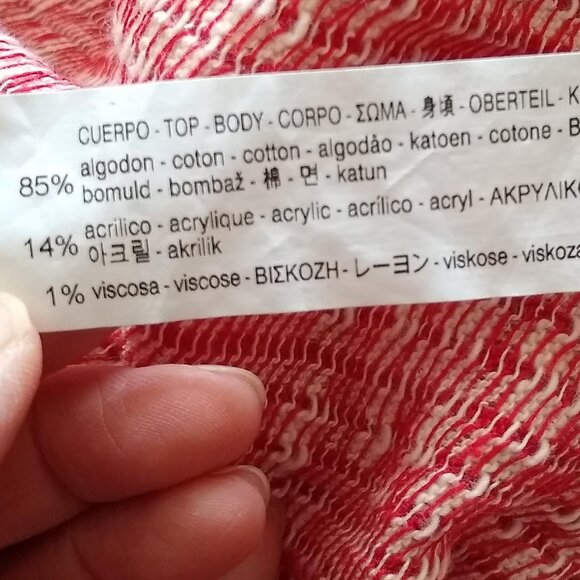 CUERPO - TOP - BODY - CORPO - ΣΩΜΑ - 身頃 - OBERTEIL - K
85% algodon - coton - cotton - algodão - katoen - cotone - B
bomuld - bombaž - 棉 - 면 - katun
14% acrilico - acrylique - acrylic - acrílico - acryl - ΑΚΡΥΛΙΚΟ
아크릴 - akrilik
1% viscosa - viscose - ΒΙΣΚΟΖΗ - レーヨン - viskose - viskoza